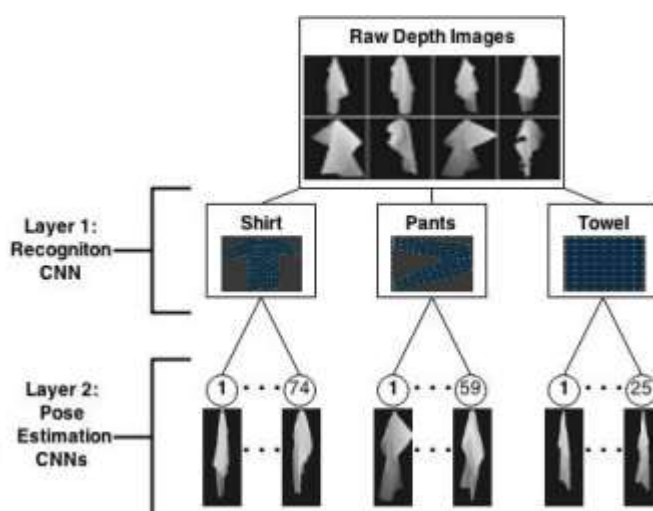 Raw Depth Images
Layer 1:
Recogniton
CNN
Shirt
Pants
Towel
Layer 2:
Pose
Estimation
CNNs
1 • • • 74
1 • • • 59
1 • • • 25